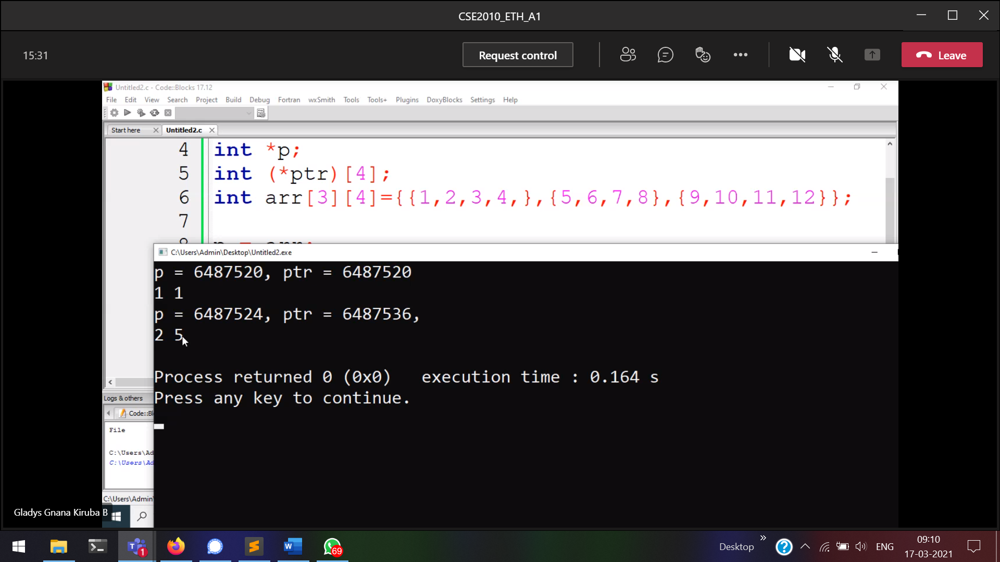 CSE2010_ETH_A1
15:31
Request control
Leave
Untitled2.c - Code::Blocks 17.12
File Edit View Search Project Build Debug Fortran wxSmith Tools Tools+ Plugins DoxyBlocks Settings Help
Start here
Untitled2.c
4 int *p;
5 int (*ptr)[4];
6 int arr[3][4]={{1,2,3,4,},{5,6,7,8},{9,10,11,12}};
7
C:\Users\Admin\Desktop\Untitled2.exe
p = 6487520, ptr = 6487520
1 1
p = 6487524, ptr = 6487536,
2 5
Process returned 0 (0x0) execution time : 0.164 s
Press any key to continue.
Logs & others
Code::Bl
File
C:\Users\Ad
C:\Users\Ad
C:\Users\Admin
Gladys Gnana Kiruba B
1
69
Desktop
ENG
09:10
17-03-2021